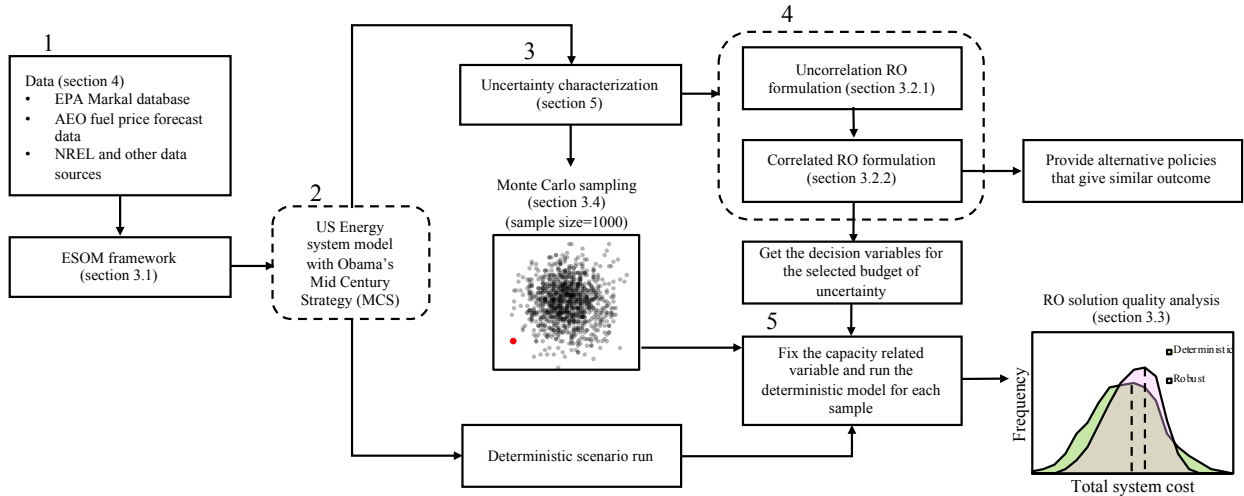 1
Data (section 4)
• EPA Markal database
• AEO fuel price forecast
data
• NREL and other data
sources
ESOM framework
(section 3.1)
2
US Energy
system model
with Obama's
Mid Century
Strategy (MCS)
3
Uncertainty characterization
(section 5)
Monte Carlo sampling
(section 3.4)
(sample size=1000)
Deterministic scenario run
4
Uncorrelation RO
formulation (section 3.2.1)
Correlated RO formulation
(section 3.2.2)
Provide alternative policies
that give similar outcome
Get the decision variables for
the selected budget of
uncertainty
5
Fix the capacity related
variable and run the
deterministic model for each
sample
RO solution quality analysis
(section 3.3)
Deterministic
Robust
Frequency
Total system cost